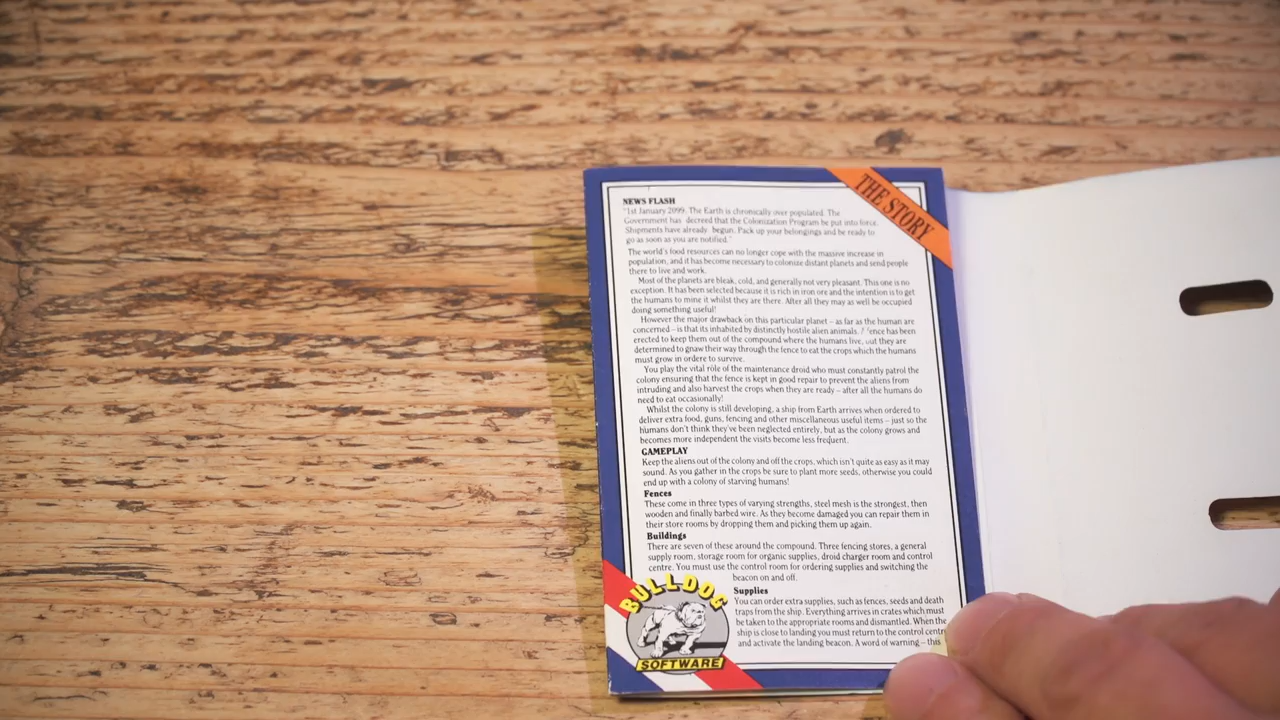 THE STORY
NEWS FLASH
"1st January 2099. The Earth is chronically over populated. The
Government has decreed that the Colonization Program be put into force.
Shipments have already begun. Pack up your belongings and be ready to
go as soon as you are notified."
The world's food resources can no longer cope with the massive increase in
population, and it has become necessary to colonize distant planets and send people
there to live and work.
Most of the planets are bleak, cold, and generally not very pleasant. This one is no
exception. It has been selected because it is rich in iron ore and the intention is to get
the humans to mine it whilst they are there. After all they may as well be occupied
doing something useful!
However the major drawback on this particular planet – as far as the human are
concerned – is that its inhabited by distinctly hostile alien animals. fence has been
erected to keep them out of the compound where the humans live, but they are
determined to gnaw their way through the fence to eat the crops which the humans
must grow in ordere to survive.
You play the vital rôle of the maintenance droid who must constantly patrol the
colony ensuring that the fence is kept in good repair to prevent the aliens from
intruding and also harvest the crops when they are ready – after all the humans do
need to eat occasionally!
Whilst the colony is still developing, a ship from Earth arrives when ordered to
deliver extra food, guns, fencing and other miscellaneous useful items – just so the
humans don't think they've been neglected entirely, but as the colony grows and
becomes more independent the visits become less frequent.
GAMEPLAY
Keep the aliens out of the colony and off the crops, which isn't quite as easy as it may
sound. As you gather in the crops be sure to plant more seeds, otherwise you could
end up with a colony of starving humans!
Fences
These come in three types of varying strengths, steel mesh is the strongest, then
wooden and finally barbed wire. As they become damaged you can repair them in
their store rooms by dropping them and picking them up again.
Buildings
There are seven of these around the compound. Three fencing stores, a general
supply room, storage room for organic supplies, droid charger room and control
centre. You must use the control room for ordering supplies and switching the
beacon on and off.
Supplies
You can order extra supplies, such as fences, seeds and death
traps from the ship. Everything arrives in crates which must
be taken to the appropriate rooms and dismantled. When the
ship is close to landing you must return to the control centr
and activate the landing beacon. A word of warning – this
BULLDOG
SOFTWARE